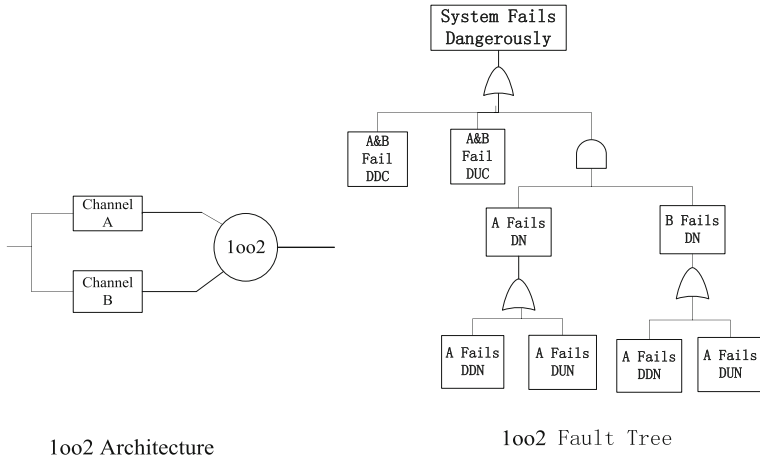 System Fails
Dangerously
A&B
Fail
DDC
A&B
Fail
DUC
Channel
A
Channel
B
1oo2
A Fails
DN
B Fails
DN
A Fails
DDN
A Fails
DUN
A Fails
DDN
A Fails
DUN
1oo2 Architecture
1oo2 Fault Tree